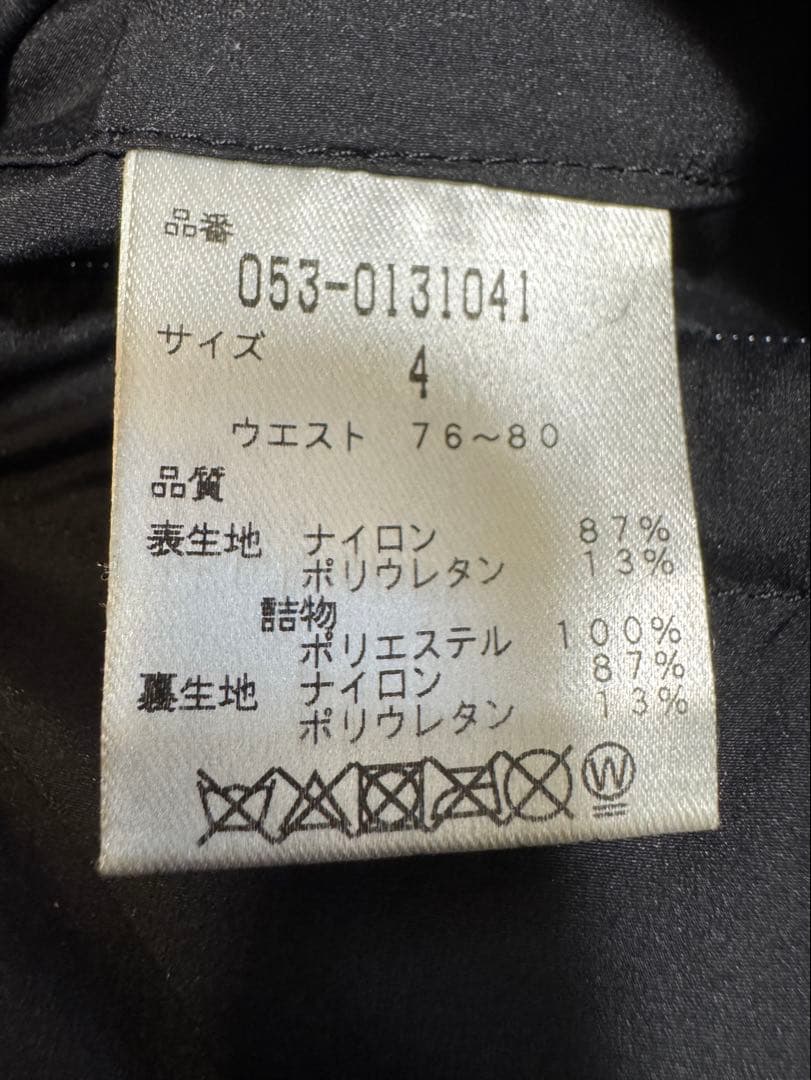 品番
053-0131041
サイズ
4
ウエスト 76～80
品質
表生地 ナイロン 87%
ポリウレタン 13%
詰物
ポリエステル 100%
裏生地 ナイロン 87%
ポリウレタン 13%
W